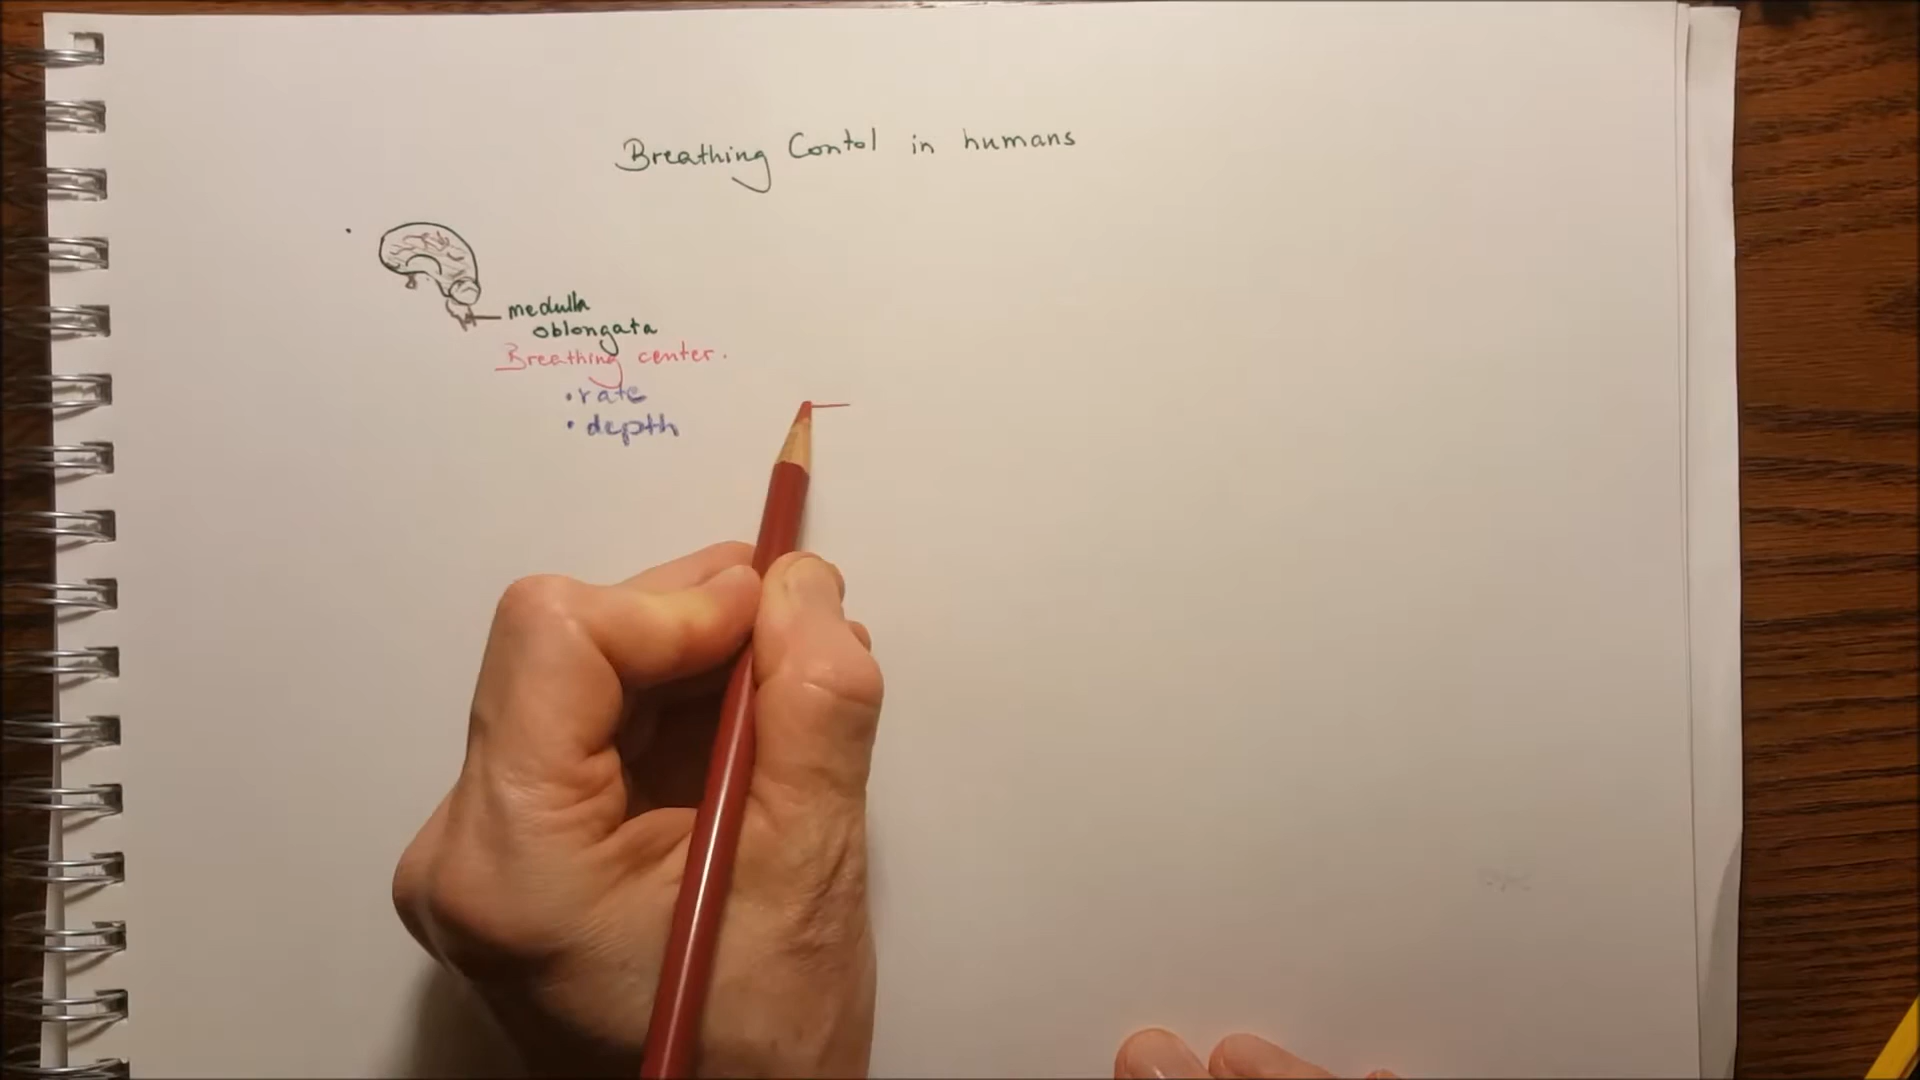 Breathing Contol in humans
medulla
oblongata
Breathing center.
• rate
• depth